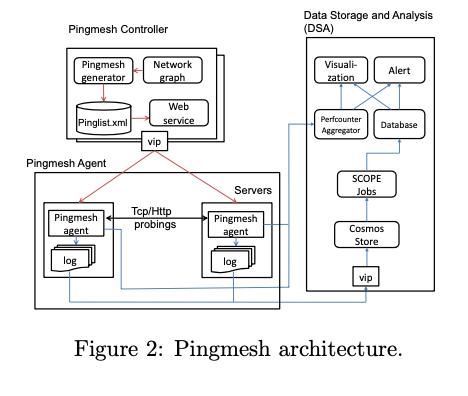 Pingmesh Controller
Pingmesh
generator
Network
graph
Pinglist.xml
Web
service
vip
Pingmesh Agent
Servers
Pingmesh
agent
log
Tcp/Http
probings
Pingmesh
agent
log
Data Storage and Analysis
(DSA)
Visuali-
zation
Alert
Perfcounter
Aggregator
Database
SCOPE
Jobs
Cosmos
Store
vip
Figure 2: Pingmesh architecture.